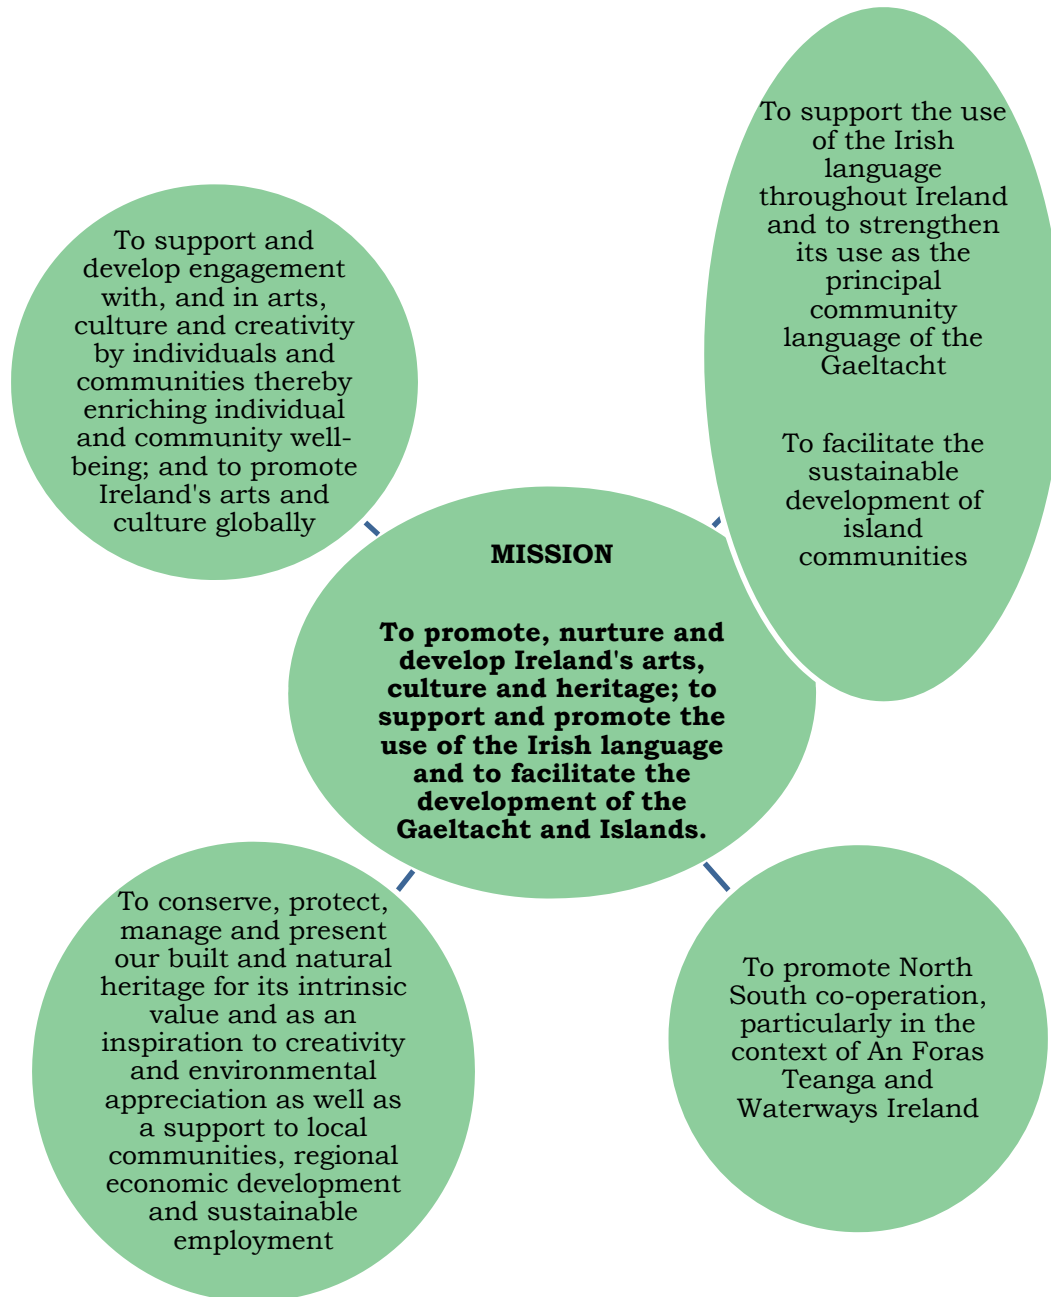 To support the use
of the Irish
language
throughout Ireland
and to strengthen
its use as the
principal
community
language of the
Gaeltacht
To facilitate the
sustainable
development of
island
communities
To support and
develop engagement
with, and in arts,
culture and creativity
by individuals and
communities thereby
enriching individual
and community well-
being; and to promote
Ireland's arts and
culture globally
MISSION
To promote, nurture and
develop Ireland's arts,
culture and heritage; to
support and promote the
use of the Irish language
and to facilitate the
development of the
Gaeltacht and Islands.
To conserve, protect,
manage and present
our built and natural
heritage for its intrinsic
value and as an
inspiration to creativity
and environmental
appreciation as well as
a support to local
communities, regional
economic development
and sustainable
employment
To promote North
South co-operation,
particularly in the
context of An Foras
Teanga and
Waterways Ireland